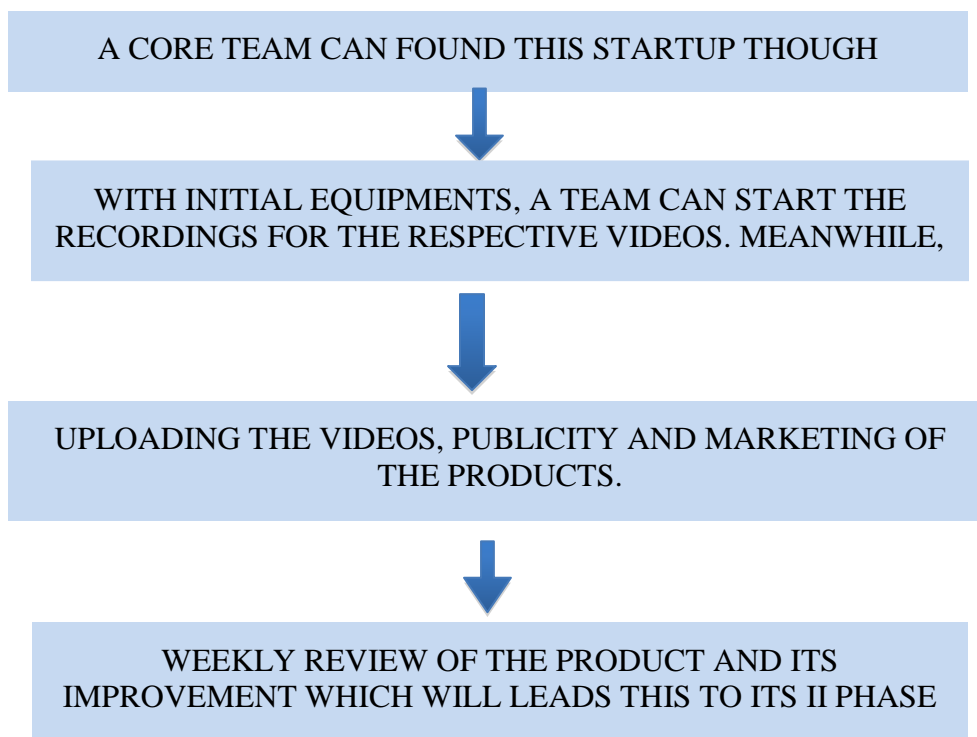 A CORE TEAM CAN FOUND THIS STARTUP THOUGH
WITH INITIAL EQUIPMENTS, A TEAM CAN START THE
RECORDINGS FOR THE RESPECTIVE VIDEOS. MEANWHILE,
UPLOADING THE VIDEOS, PUBLICITY AND MARKETING OF
THE PRODUCTS.
WEEKLY REVIEW OF THE PRODUCT AND ITS
IMPROVEMENT WHICH WILL LEADS THIS TO ITS II PHASE